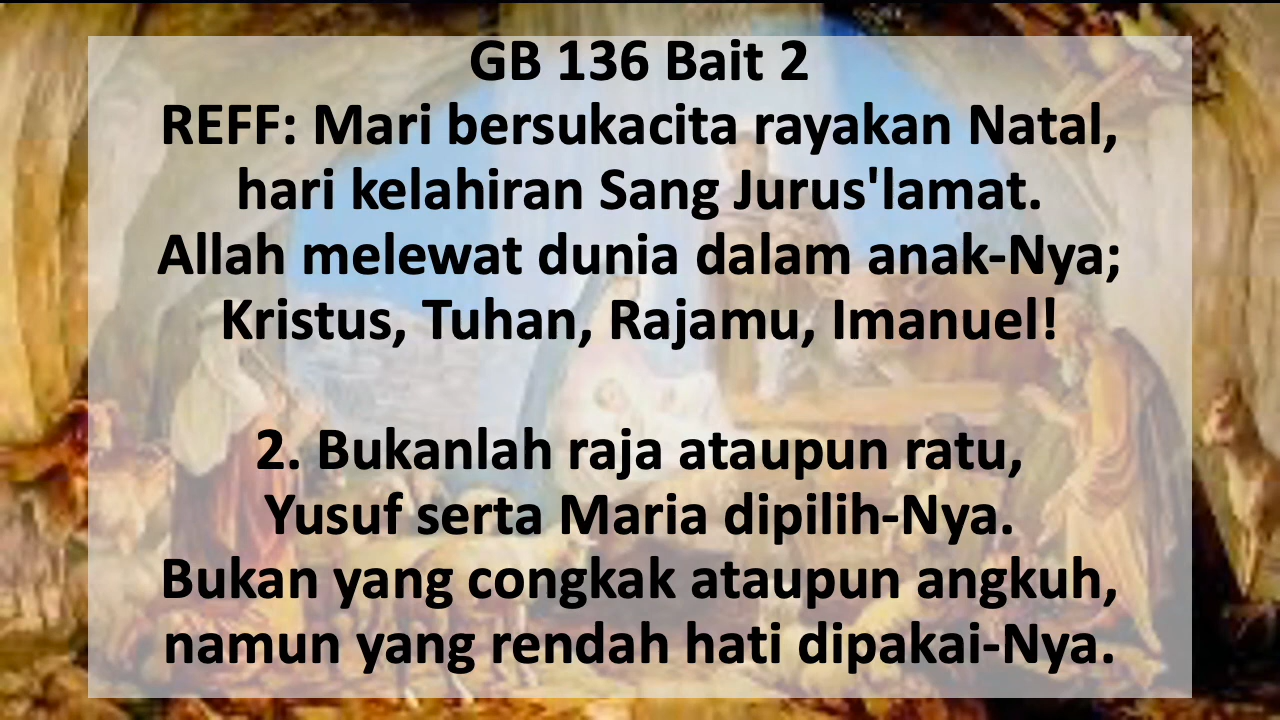 GB 136 Bait 2
REFF: Mari bersukacita rayakan Natal,
hari kelahiran Sang Jurus'lamat.
Allah melewat dunia dalam anak-Nya;
Kristus, Tuhan, Rajamu, Imanuel!
2. Bukanlah raja ataupun ratu,
Yusuf serta Maria dipilih-Nya.
Bukan yang congkak ataupun angkuh,
namun yang rendah hati dipakai-Nya.